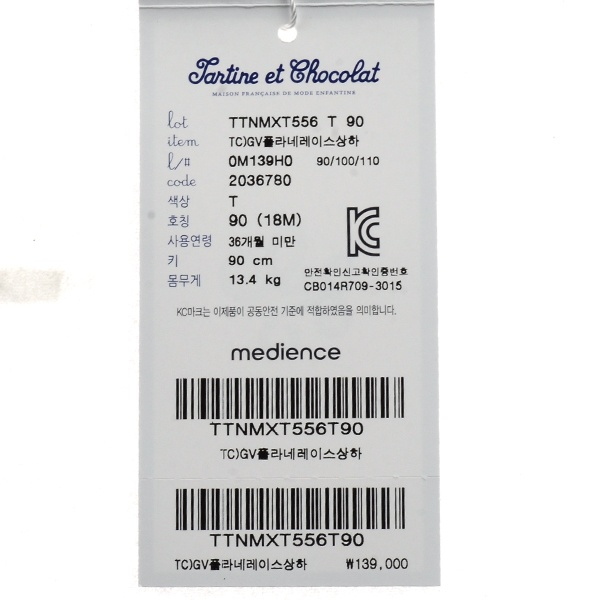 Tartine et Chocolat
MAISON FRANÇAISE DE MODE ENFANTINE
lot TTNMXT556 T 90
item TC)GV플라네레이스상하
l/# 0M139H0 90/100/110
code 2036780
색상 T
호칭 90 (18M)
사용연령 36개월 미만
키 90 cm
몸무게 13.4 kg
안전확인신고확인증번호
CB014R709-3015
KC마크는 이제품이 공동안전 기준에 적합하였음을 의미합니다.
medience
TTNMXT556T90
TC)GV플라네레이스상하
TTNMXT556T90
TC)GV플라네레이스상하 ₩139,000